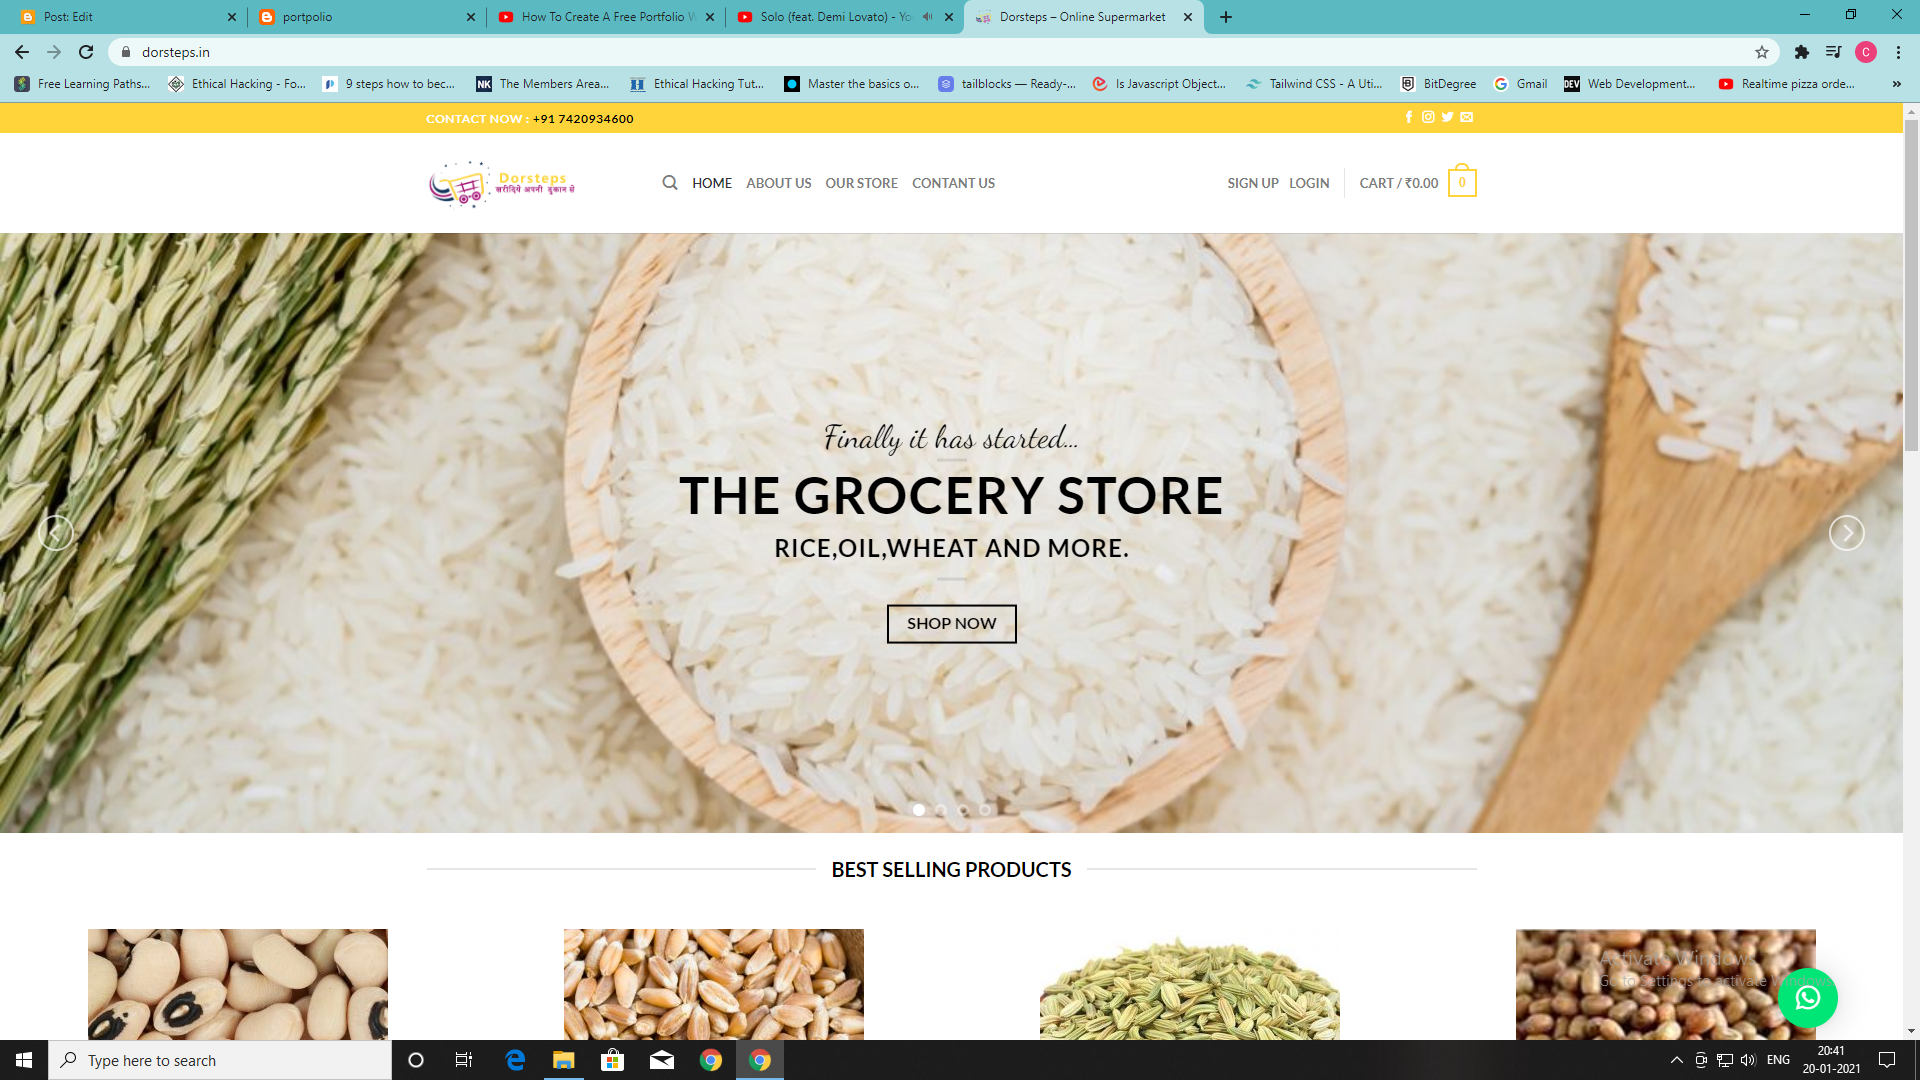 Post: Edit
portpolio
How To Create A Free Portfolio W
Solo (feat. Demi Lovato) - Yo
Dorsteps – Online Supermarket
dorsteps.in
C
Free Learning Paths...
Ethical Hacking - Fo...
9 steps how to bec...
NK The Members Area...
Ethical Hacking Tut...
Master the basics o...
tailblocks — Ready-...
Is Javascript Object...
Tailwind CSS - A Uti...
BitDegree
Gmail
DEV Web Development...
Realtime pizza orde...
»
CONTACT NOW : +91 7420934600
Dorsteps
खरीदिये अपनी दुकान से
HOME
ABOUT US
OUR STORE
CONTANT US
SIGN UP
LOGIN
CART / ₹0.00
0
Finally it has started...
THE GROCERY STORE
RICE,OIL,WHEAT AND MORE.
SHOP NOW
BEST SELLING PRODUCTS
Activate Windows
Go to Settings to activate Windows.
Type here to search
ENG
20:41
20-01-2021